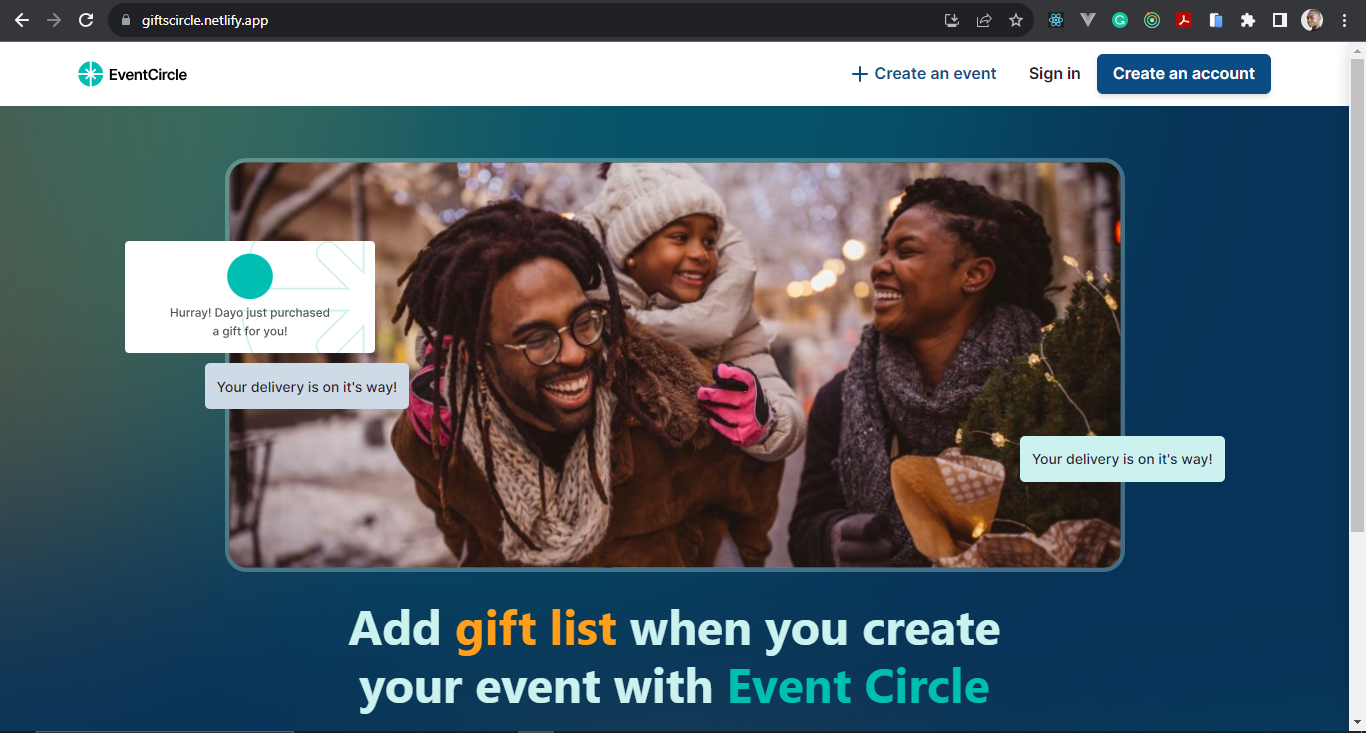 giftscircle.netlify.app
EventCircle
Create an event
Sign in
Create an account
Hurray! Dayo just purchased
a gift for you!
Your delivery is on it's way!
Your delivery is on it's way!
Add gift list when you create
your event with Event Circle